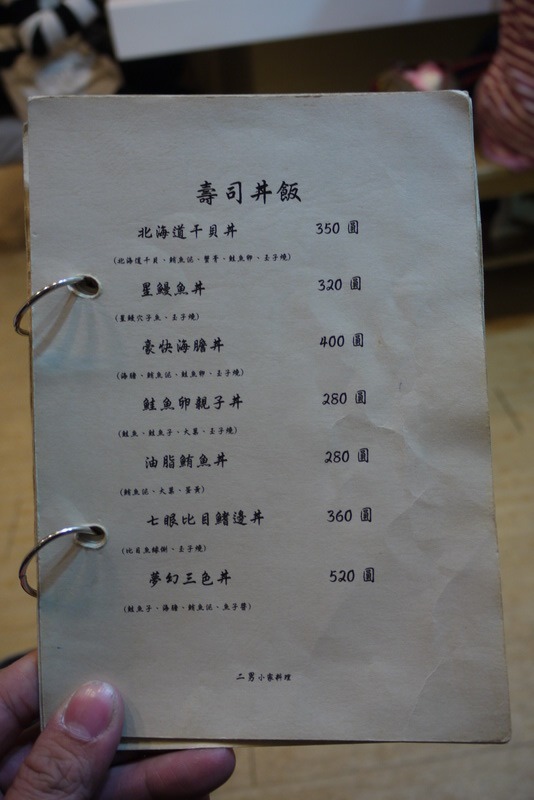 壽司丼飯
北海道干貝丼 350 圓
(北海道干貝、鮪魚泥、蟹膏、鮭魚卵、玉子燒)
星鰻魚丼 320 圓
(星鰻穴子魚、玉子燒)
豪快海膽丼 400 圓
(海膽、鮪魚泥、鮭魚卵、玉子燒)
鮭魚卵親子丼 280 圓
(鮭魚、鮭魚子、大葉、玉子燒)
油脂鮪魚丼 280 圓
(鮪魚泥、大葉、蛋黃)
七眼比目鰭邊丼 360 圓
(比目魚緣側、玉子燒)
夢幻三色丼 520 圓
(鮭魚子、海膽、鮪魚泥、魚子醬)
二男小家料理